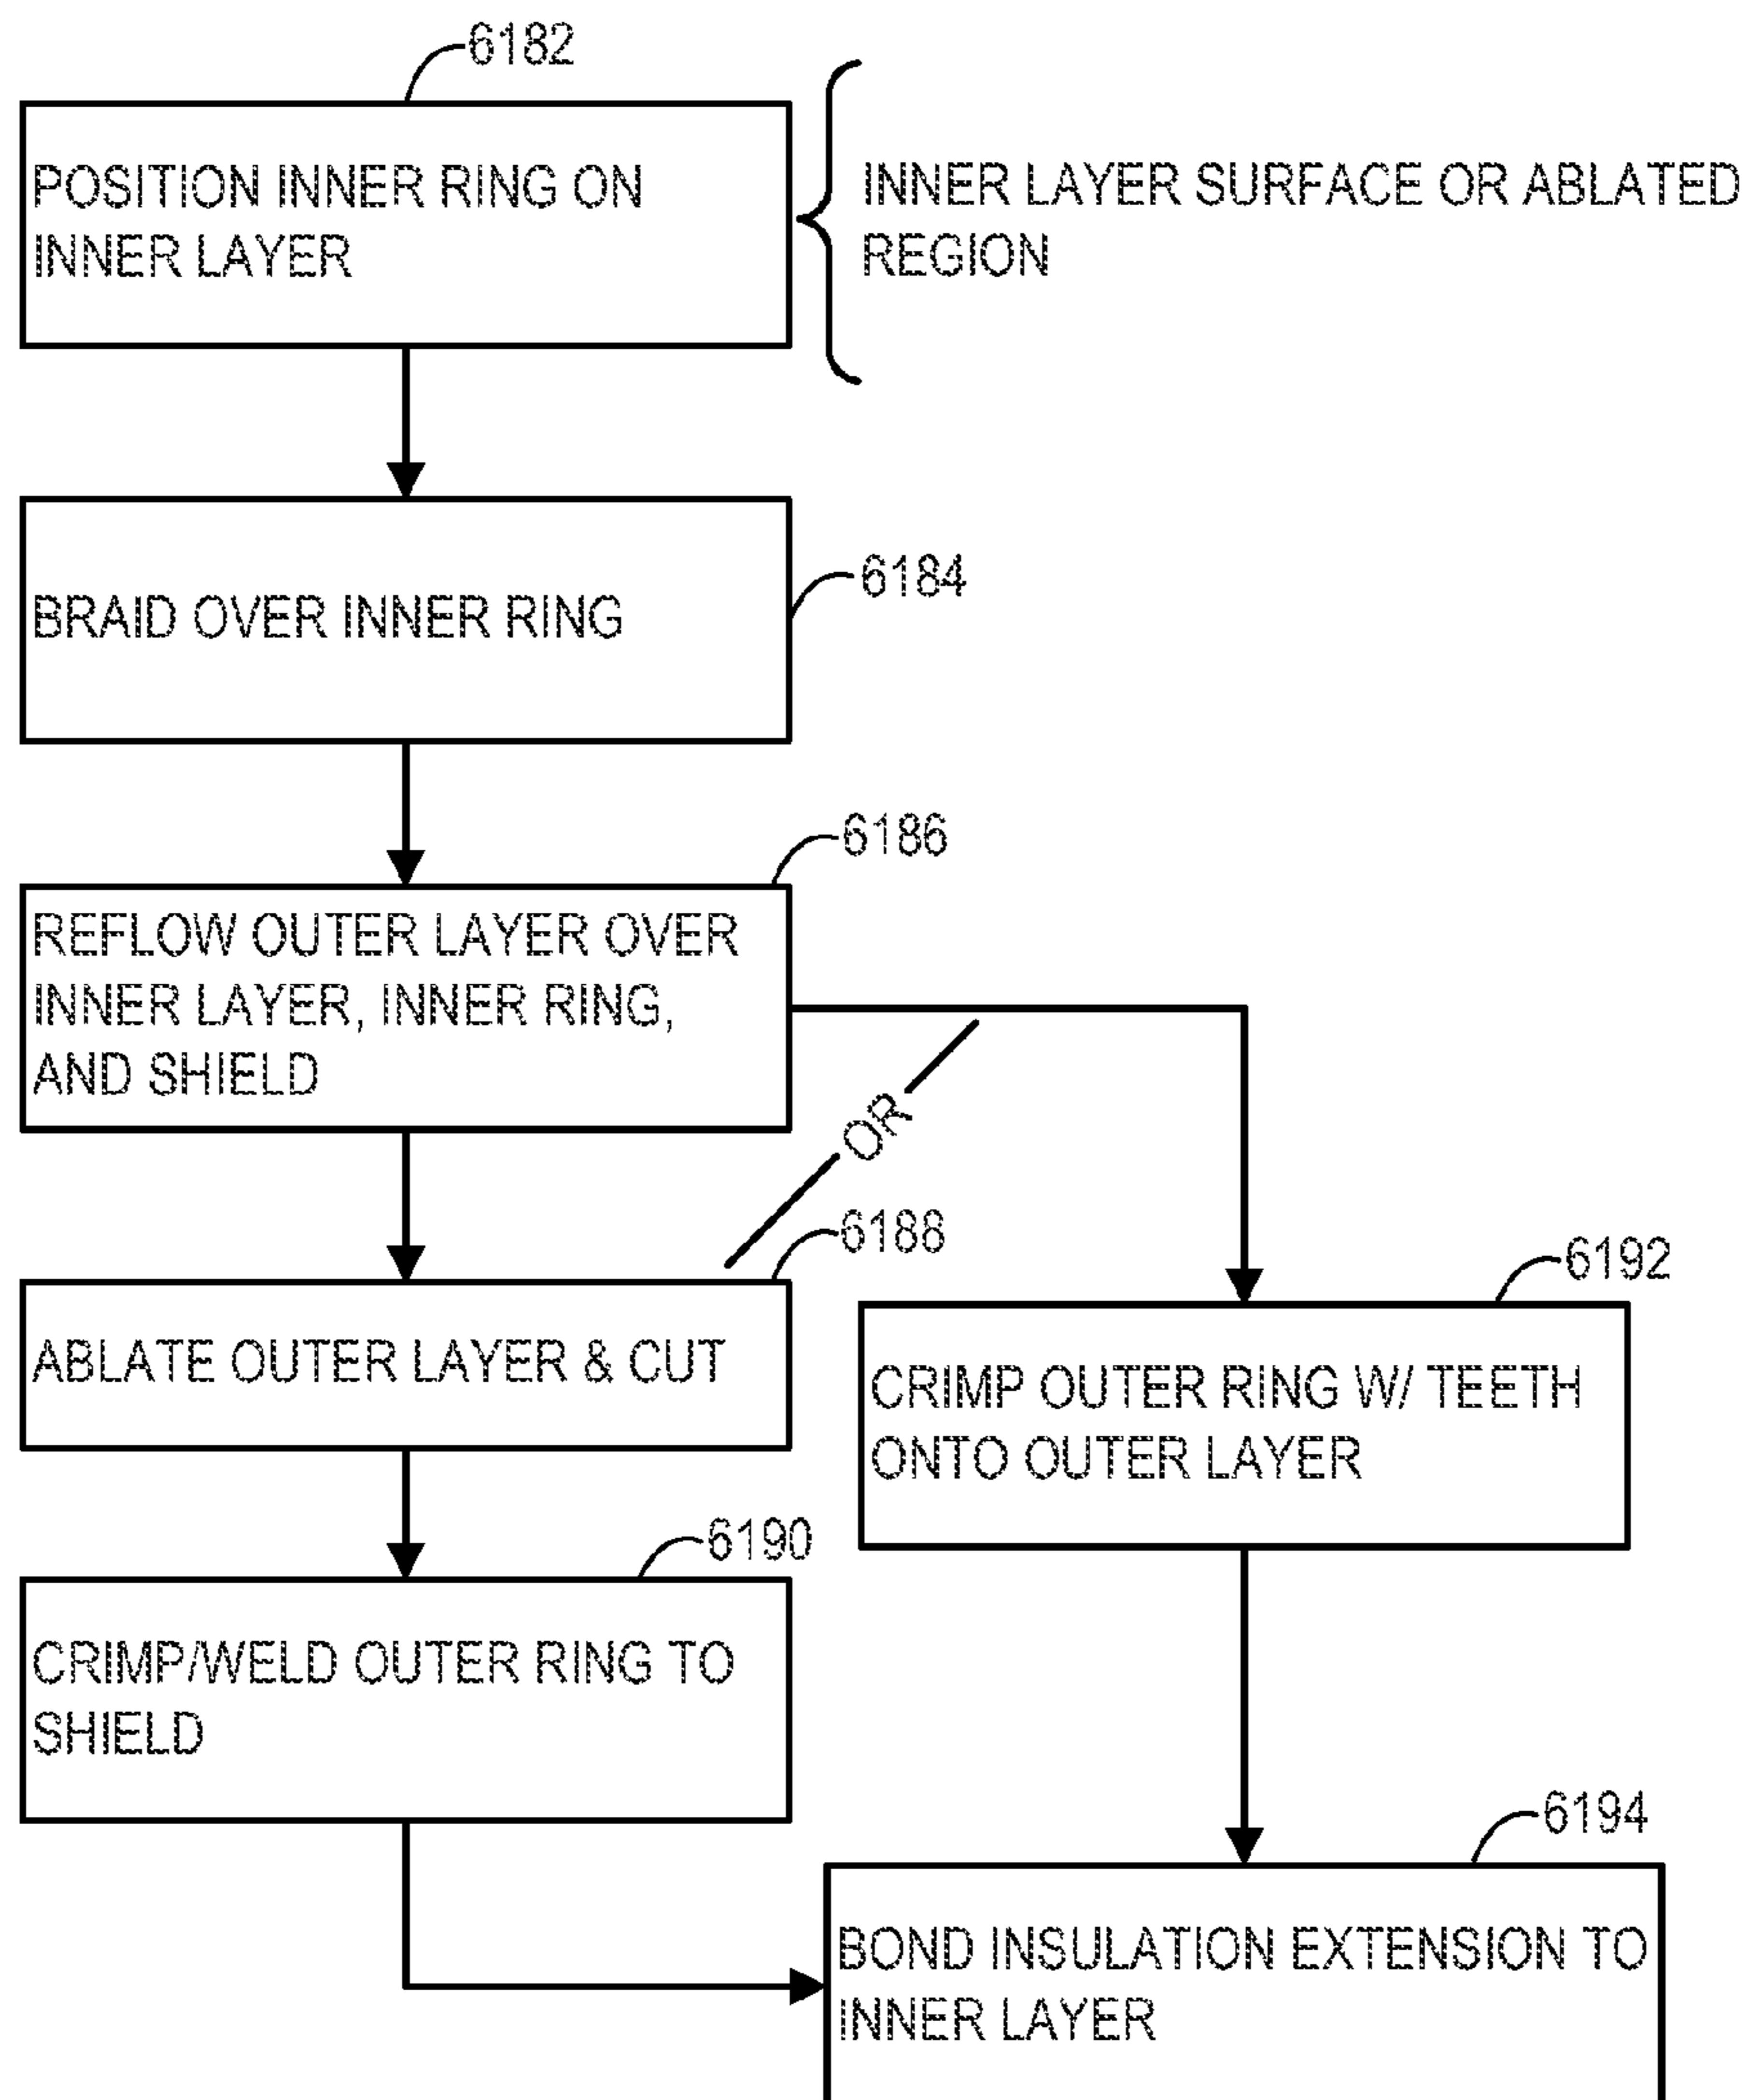 6182
POSITION INNER RING ON
INNER LAYER
INNER LAYER SURFACE OR ABLATED
REGION
BRAID OVER INNER RING
6184
6186
REFLOW OUTER LAYER OVER
INNER LAYER, INNER RING,
AND SHIELD
OR
6188
ABLATE OUTER LAYER & CUT
6192
CRIMP OUTER RING W/ TEETH
ONTO OUTER LAYER
6190
CRIMP/WELD OUTER RING TO
SHIELD
6194
BOND INSULATION EXTENSION TO
INNER LAYER